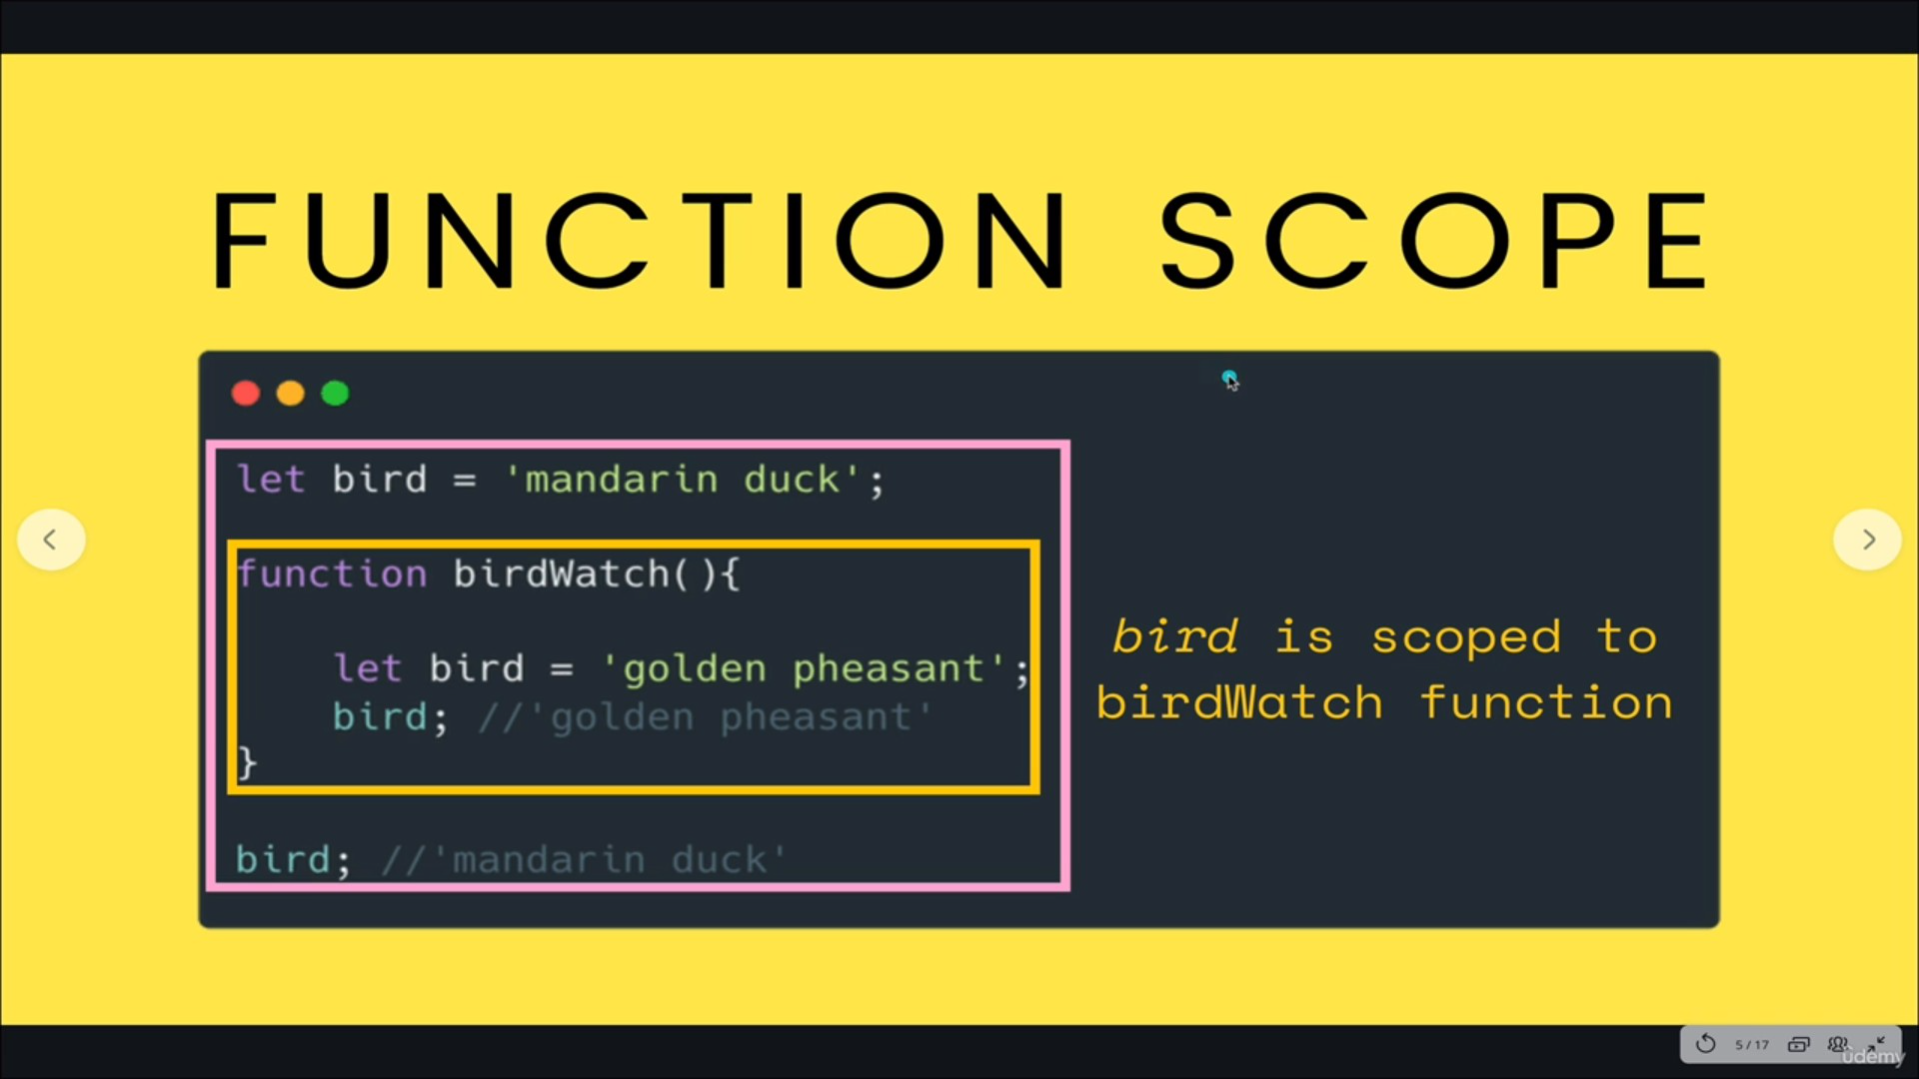 FUNCTION SCOPE
let bird = 'mandarin duck';
function birdWatch(){
let bird = 'golden pheasant';
bird; //'golden pheasant'
}
bird; //'mandarin duck'
bird is scoped to
birdWatch function
5 / 17
ûdemy